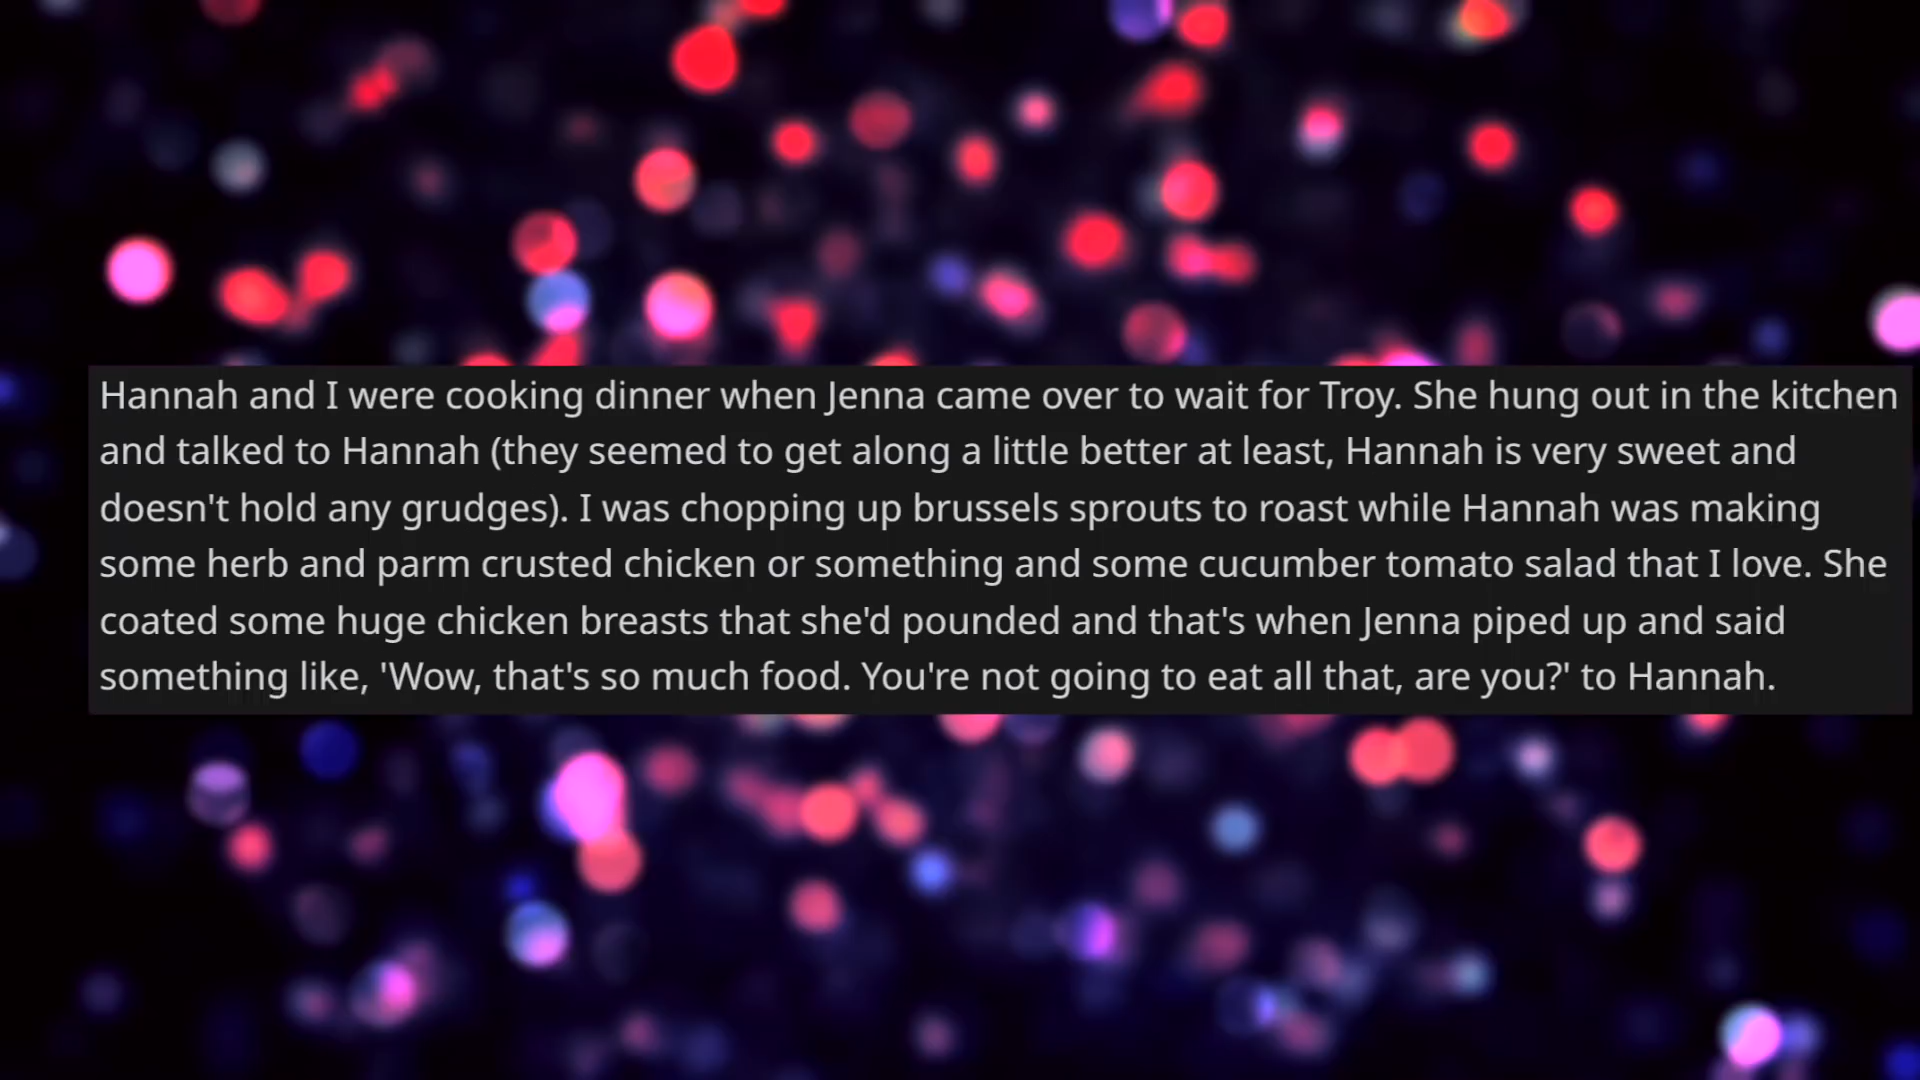 Hannah and I were cooking dinner when Jenna came over to wait for Troy. She hung out in the kitchen
and talked to Hannah (they seemed to get along a little better at least, Hannah is very sweet and
doesn't hold any grudges). I was chopping up brussels sprouts to roast while Hannah was making
some herb and parm crusted chicken or something and some cucumber tomato salad that I love. She
coated some huge chicken breasts that she'd pounded and that's when Jenna piped up and said
something like, 'Wow, that's so much food. You're not going to eat all that, are you?' to Hannah.